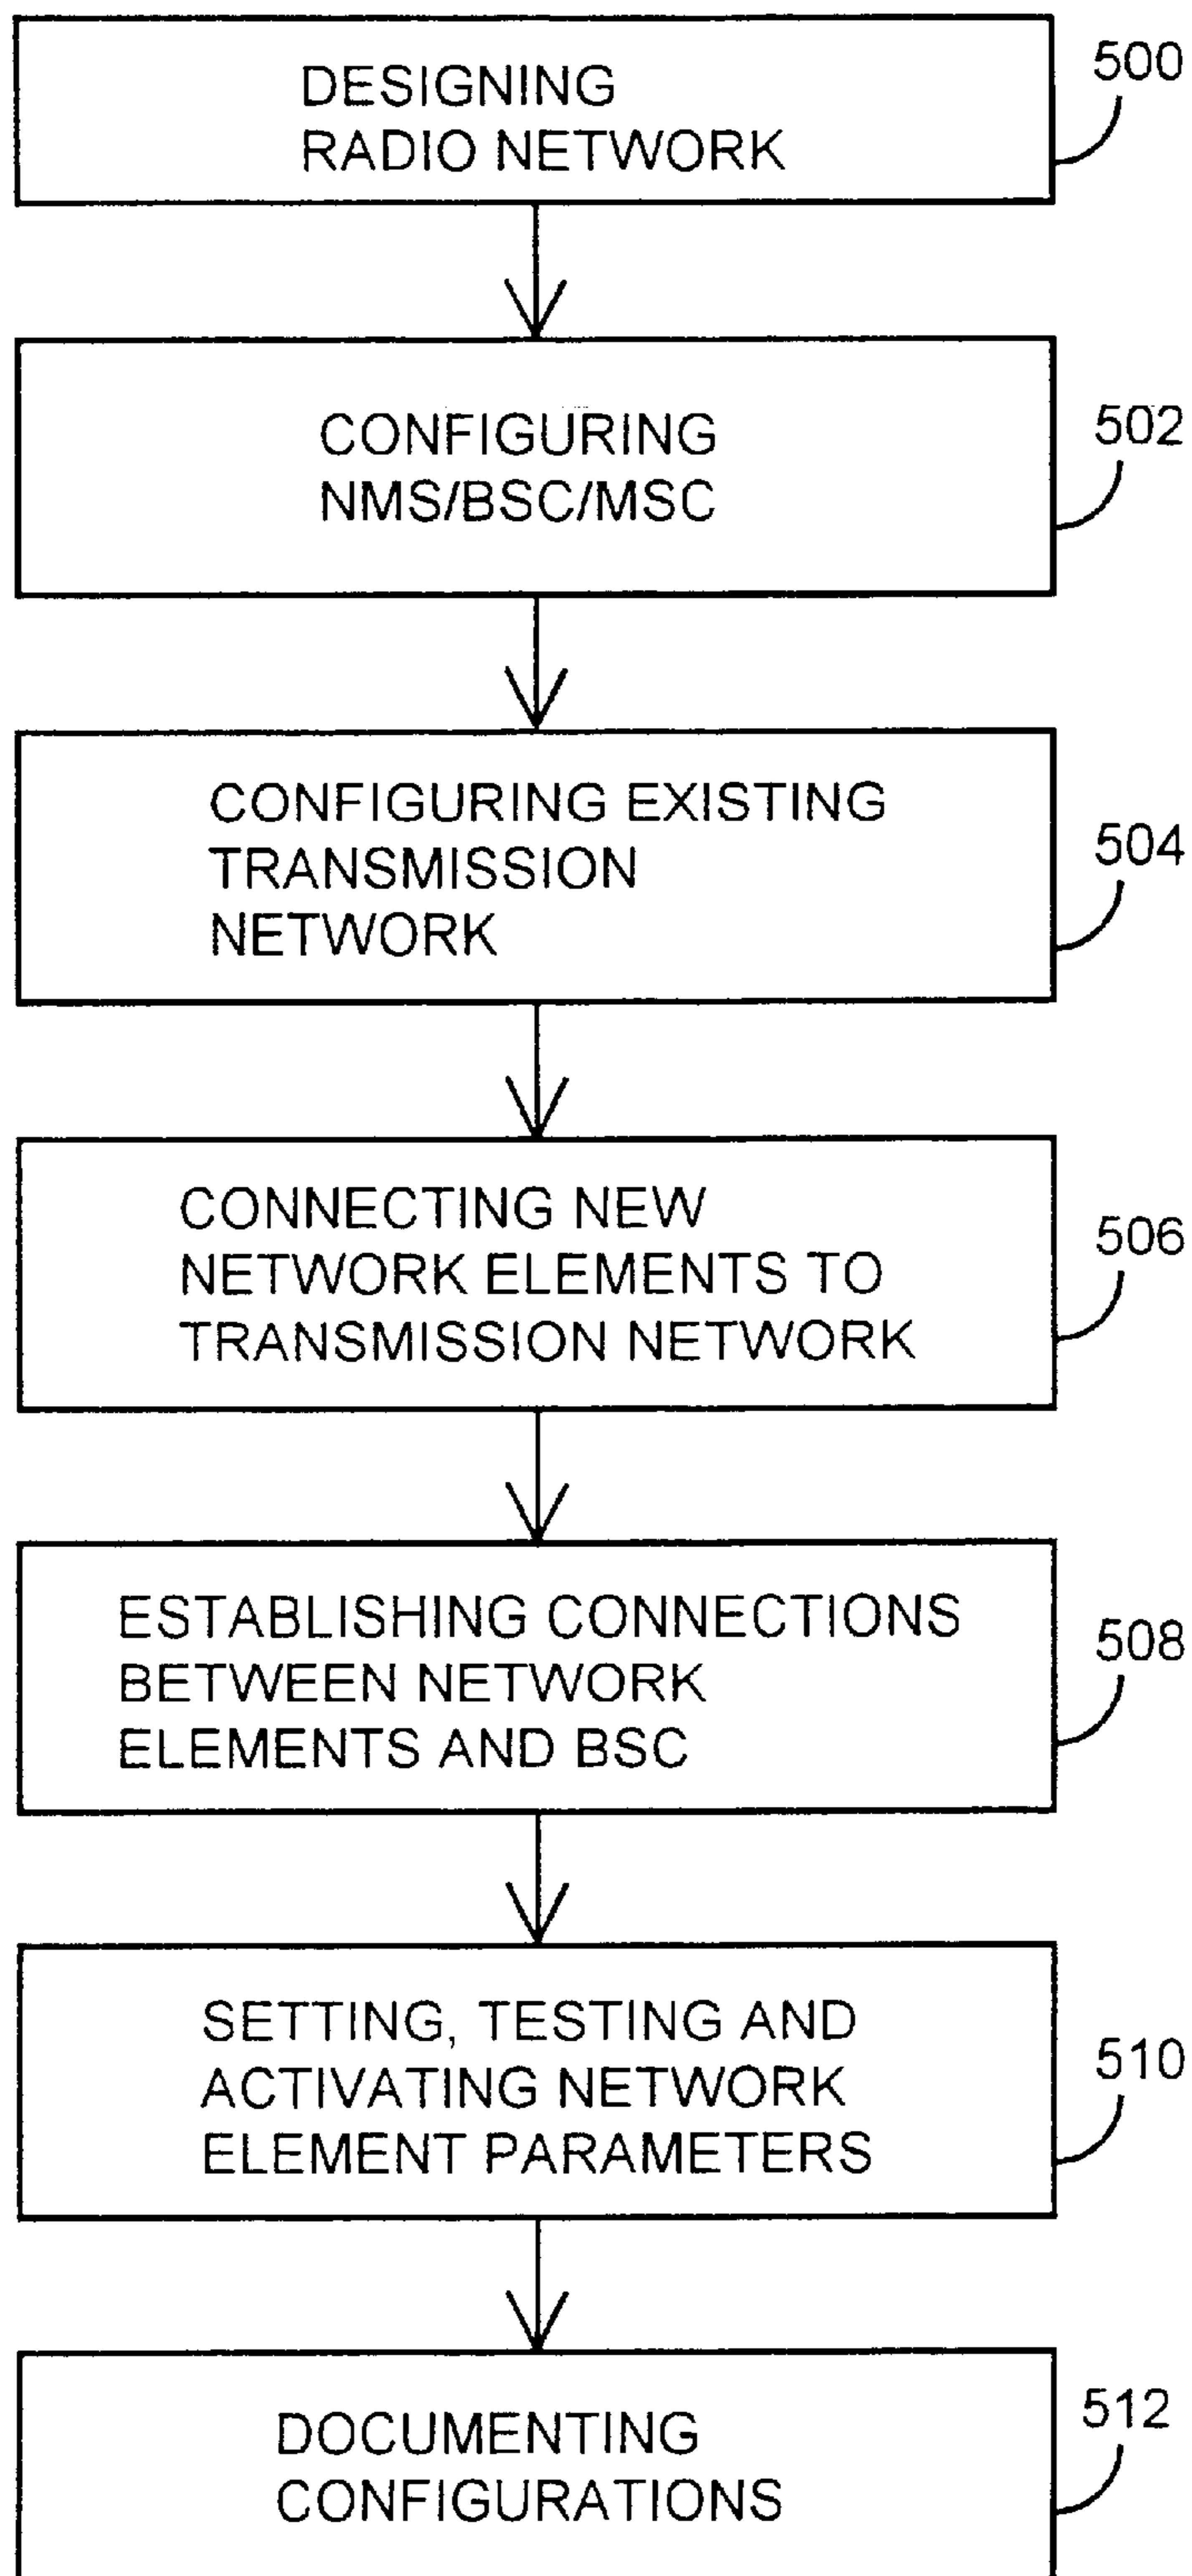 DESIGNING
RADIO NETWORK
500
CONFIGURING
NMS/BSC/MSC
502
CONFIGURING EXISTING
TRANSMISSION
NETWORK
504
CONNECTING NEW
NETWORK ELEMENTS TO
TRANSMISSION NETWORK
506
ESTABLISHING CONNECTIONS
BETWEEN NETWORK
ELEMENTS AND BSC
508
SETTING, TESTING AND
ACTIVATING NETWORK
ELEMENT PARAMETERS
510
DOCUMENTING
CONFIGURATIONS
512